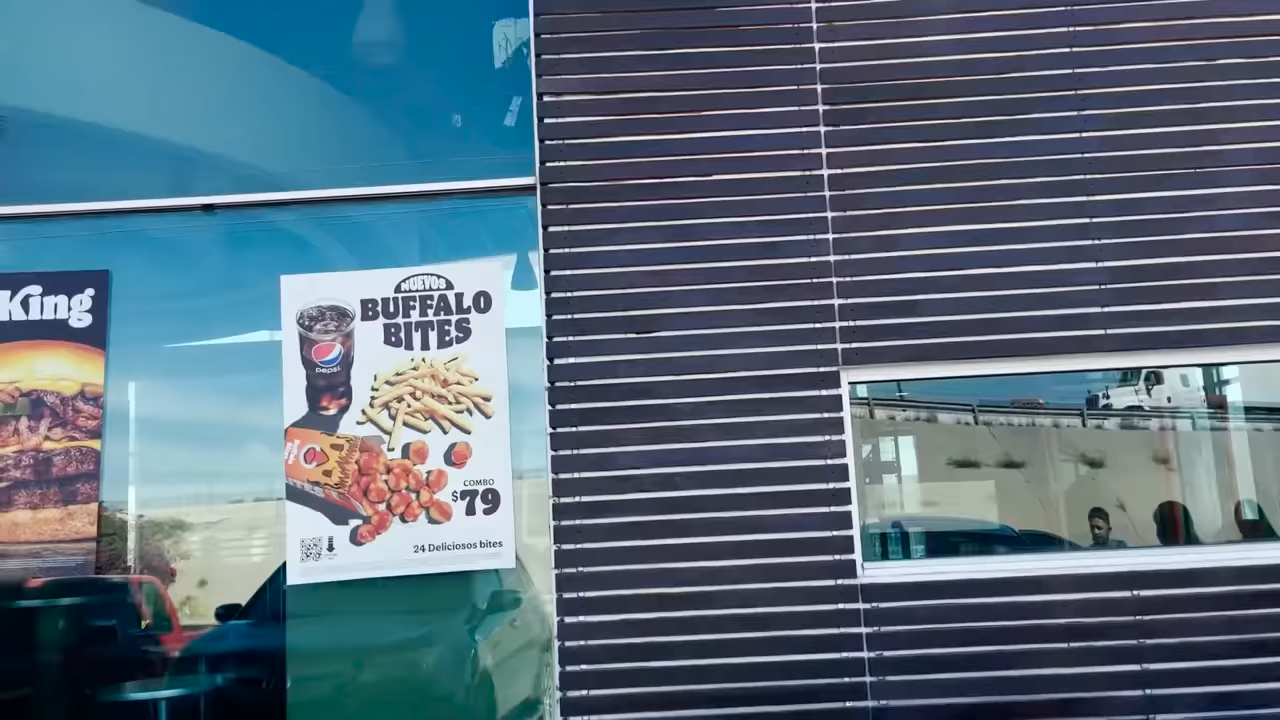 King
NUEVOS
BUFFALO
BITES
pepsi
COMBO
$79
24 Deliciosos bites